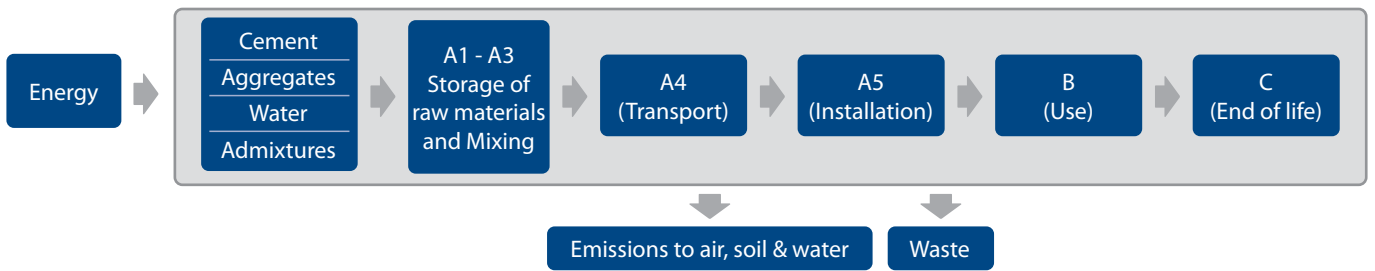 Energy
Cement
Aggregates
Water
Admixtures
A1 - A3
Storage of
raw materials
and Mixing
A4
(Transport)
A5
(Installation)
B
(Use)
C
(End of life)
Emissions to air, soil & water
Waste